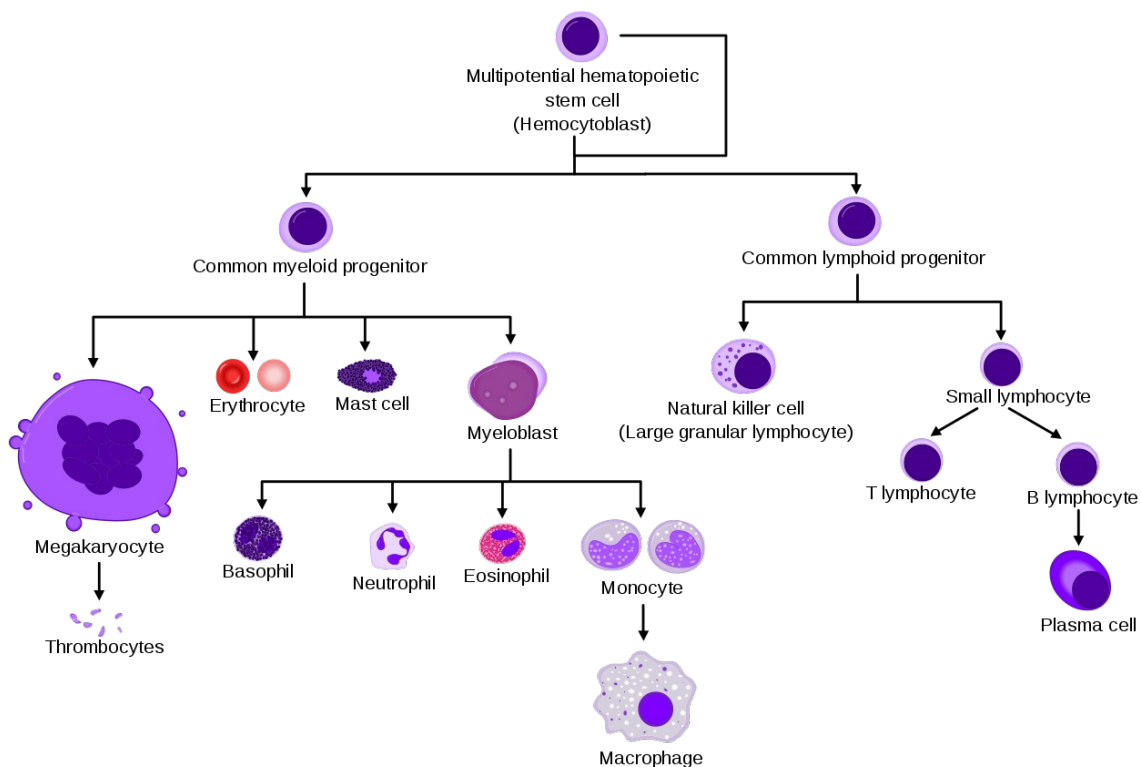 Multipotential hematopoietic
stem cell
(Hemocytoblast)
Common myeloid progenitor
Common lymphoid progenitor
Erythrocyte
Mast cell
Myeloblast
Natural killer cell
(Large granular lymphocyte)
Small lymphocyte
T lymphocyte
B lymphocyte
Megakaryocyte
Basophil
Neutrophil
Eosinophil
Monocyte
Plasma cell
Thrombocytes
Macrophage